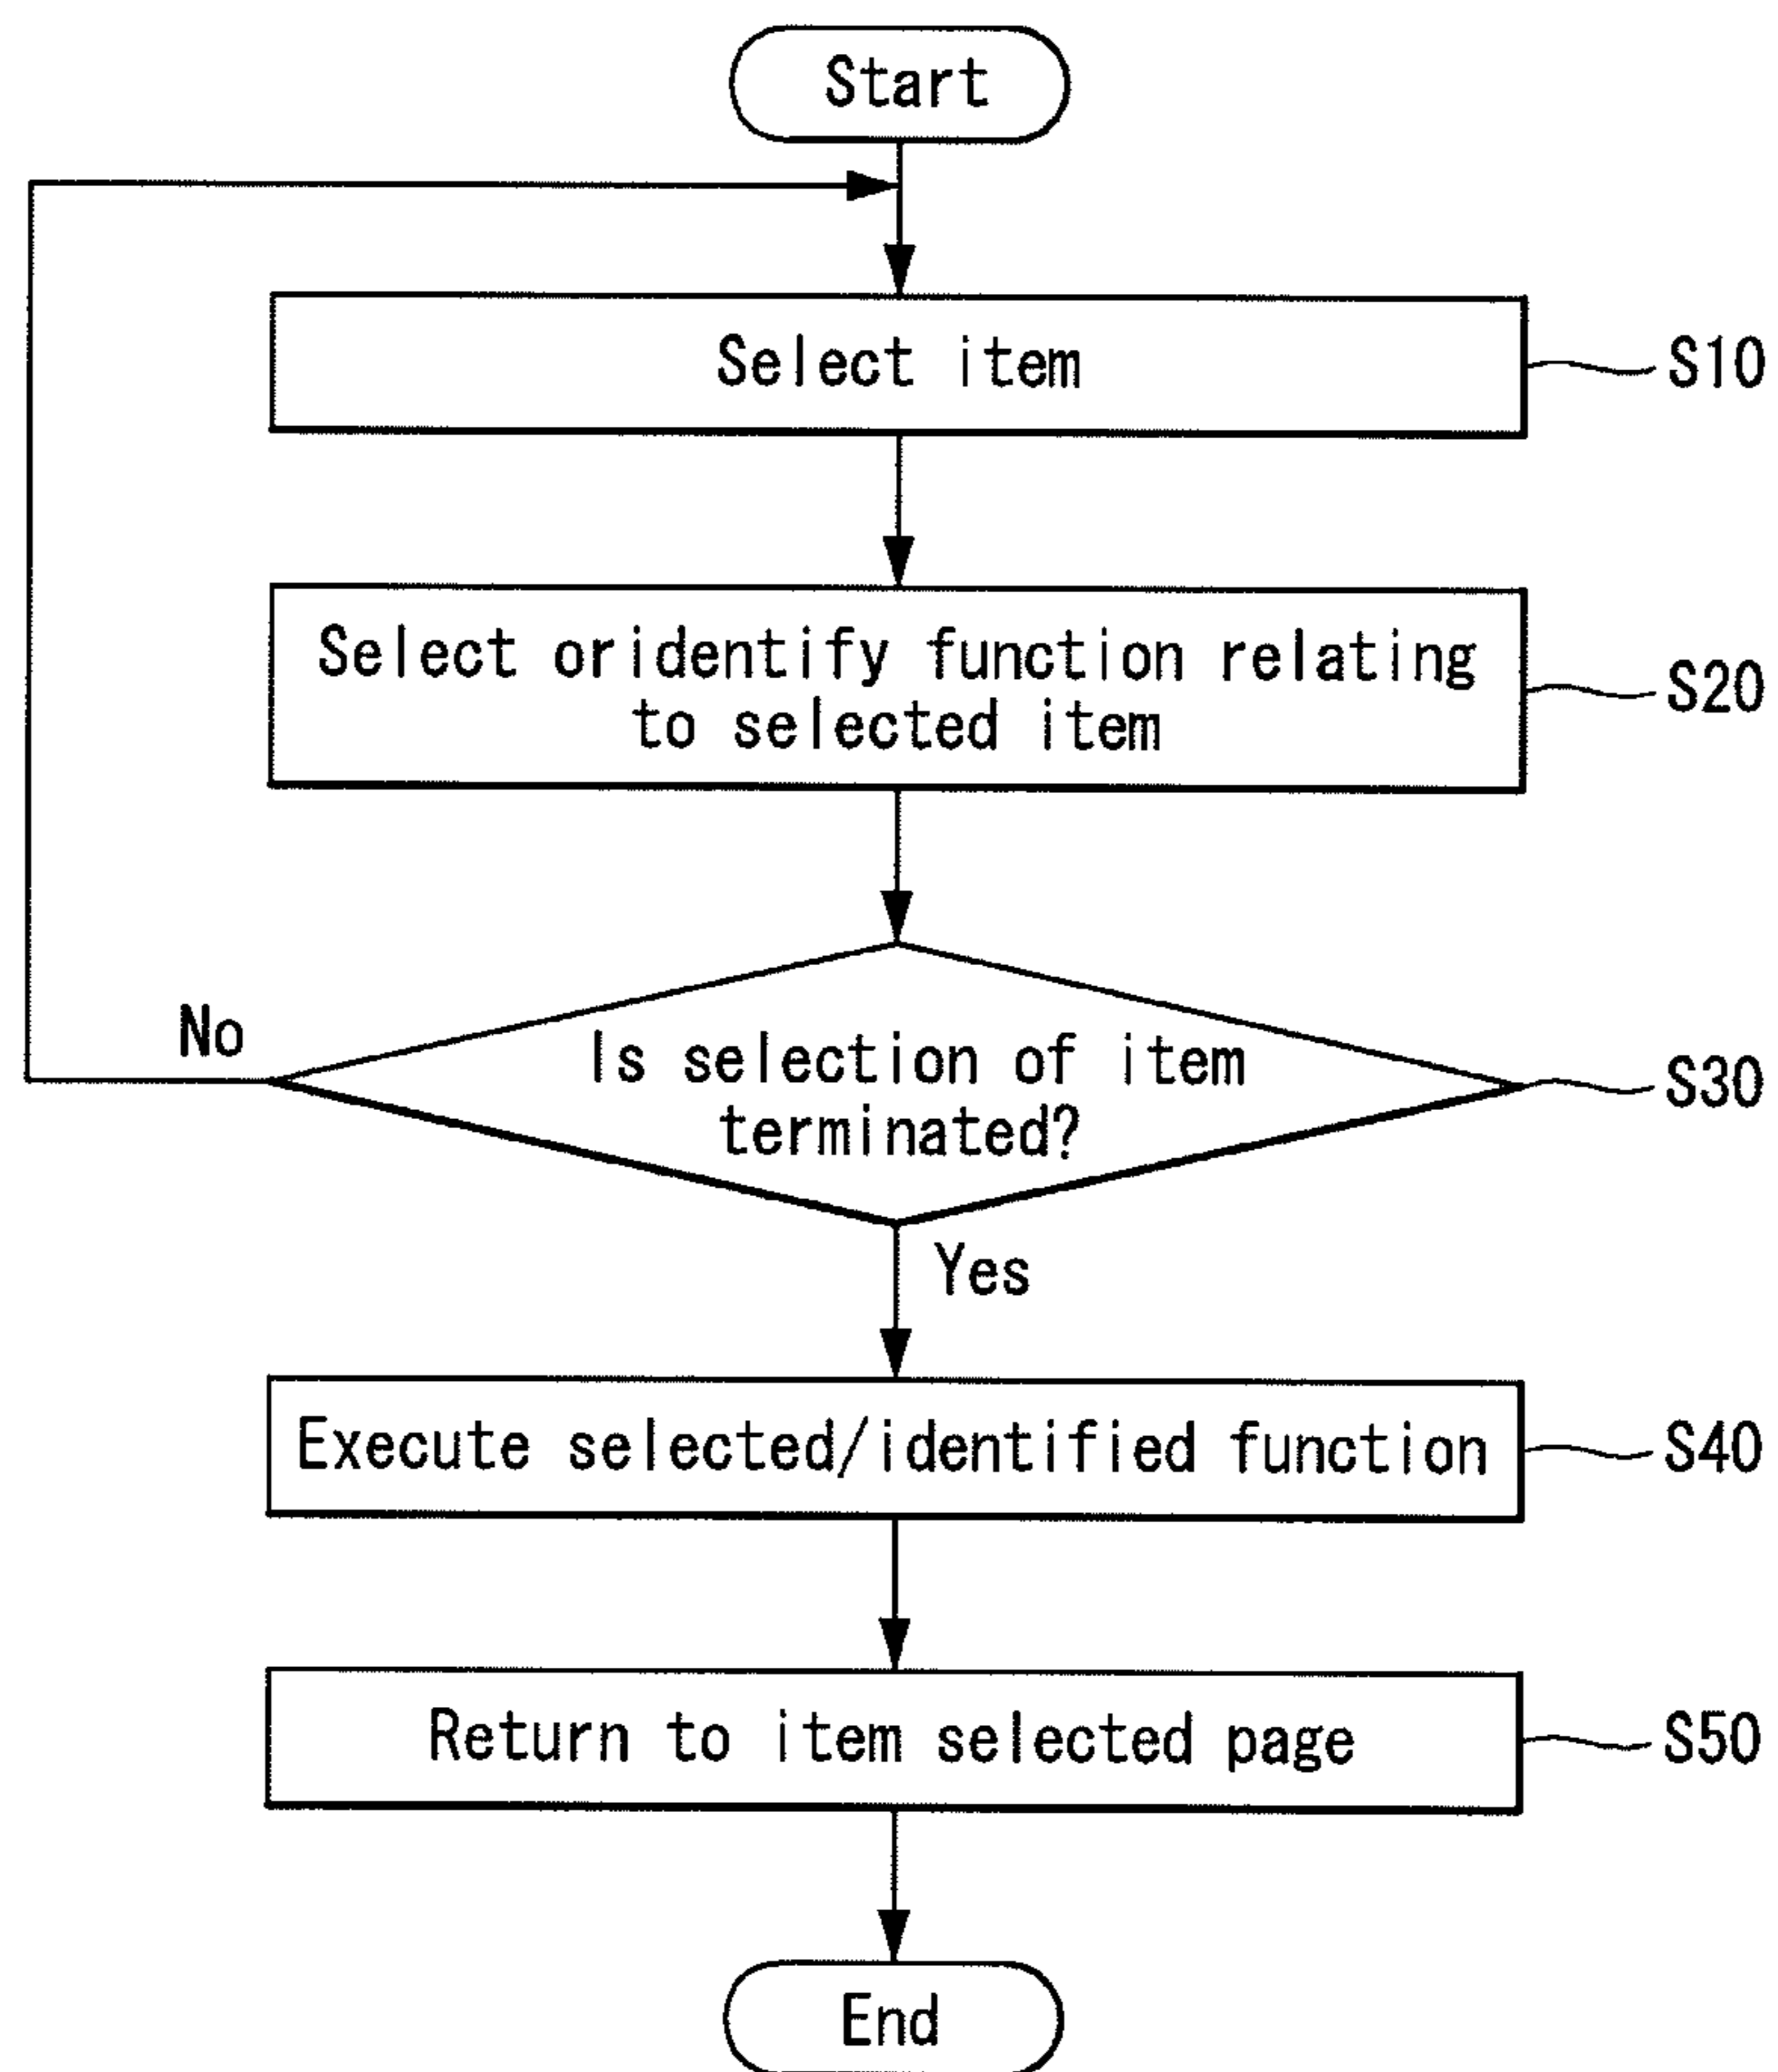 Start
Select item
S10
Select oridentify function relating
to selected item
S20
No
Is selection of item
terminated?
S30
Yes
Execute selected/identified function
S40
Return to item selected page
S50
End